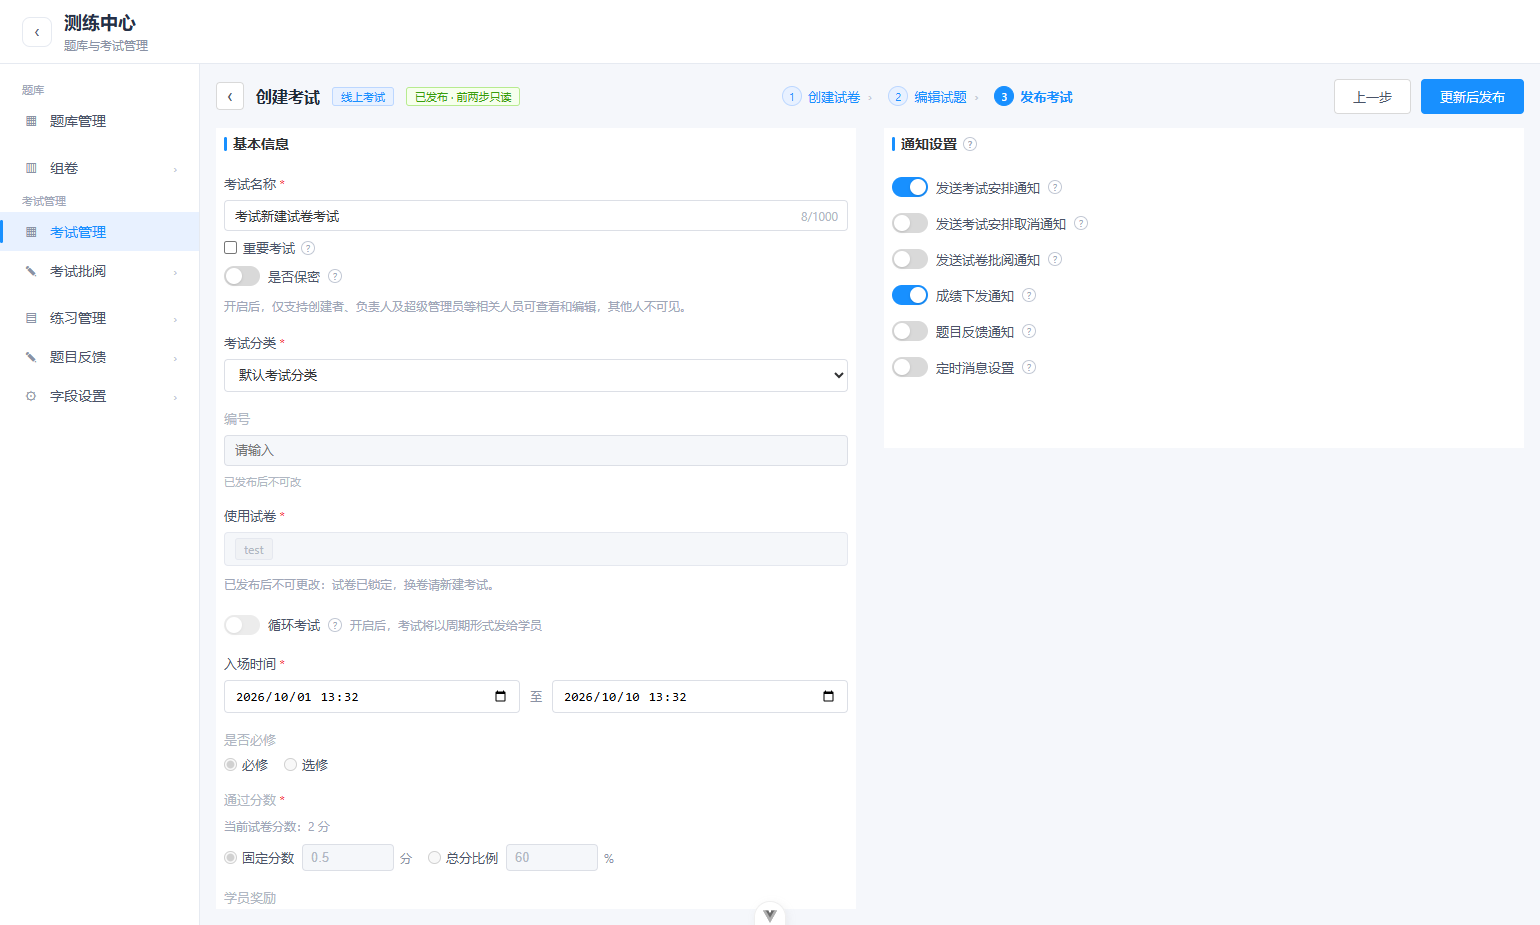 测练中心
题库与考试管理
题库
题库管理
组卷
考试管理
考试管理
考试批阅
练习管理
题目反馈
字段设置
创建考试 线上考试 已发布 · 前两步只读
1 创建试卷 › 2 编辑试题 › 3 发布考试
上一步 更新后发布
基本信息
考试名称 *
考试新建试卷考试 8/1000
重要考试 ?
是否保密 ?
开启后，仅支持创建者、负责人及超级管理员等相关人员可查看和编辑，其他人不可见。
考试分类 *
默认考试分类
编号
请输入
已发布后不可改
使用试卷 *
test
已发布后不可更改：试卷已锁定，换卷请新建考试。
循环考试 ? 开启后，考试将以周期形式发给学员
入场时间 *
2026/10/01 13:32 至 2026/10/10 13:32
是否必修
必修 选修
通过分数 *
当前试卷分数：2 分
固定分数 0.5 分 总分比例 60 %
学员奖励
通知设置 ?
发送考试安排通知 ?
发送考试安排取消通知 ?
发送试卷批阅通知 ?
成绩下发通知 ?
题目反馈通知 ?
定时消息设置 ?